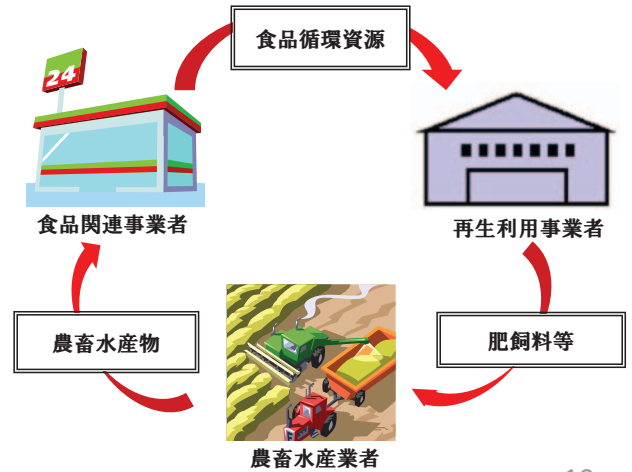 食品循環資源
24
食品関連事業者
再生利用事業者
農畜水産物
肥飼料等
農畜水産業者